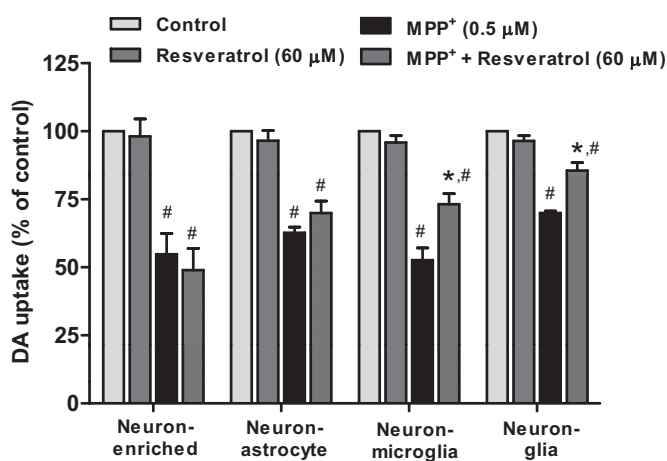 Control
MPP⁺ (0.5 μM)
Resveratrol (60 μM)
MPP⁺ + Resveratrol (60 μM)
DA uptake (% of control)
125
100
75
50
25
0
# #
# #
# *,#
# *,#
Neuron-
enriched
Neuron-
astrocyte
Neuron-
microglia
Neuron-
glia